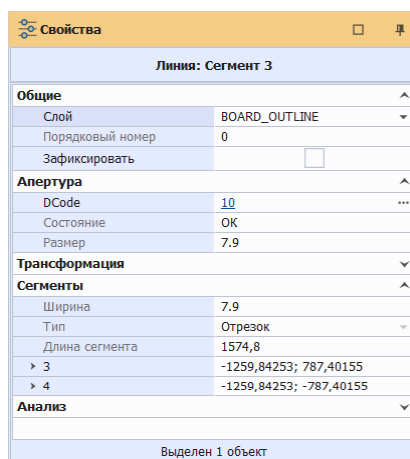 Свойства
Линия: Сегмент 3
Общие
Слой BOARD_OUTLINE
Порядковый номер 0
Зафиксировать
Апертура
DCode 10 ...
Состояние ОК
Размер 7.9
Трансформация
Сегменты
Ширина 7.9
Тип Отрезок
Длина сегмента 1574,8
3 -1259,84253; 787,40155
4 -1259,84253; -787,40155
Анализ
Выделен 1 объект